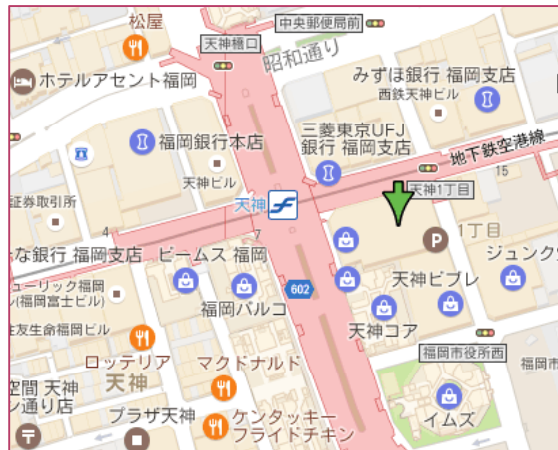 松屋
天神橋口
中央郵便局前
昭和通り
ホテルアセント福岡
みずほ銀行 福岡支店
西鉄天神ビル
福岡銀行本店
天神ビル
三菱東京UFJ
銀行 福岡支店
地下鉄空港線
15
天神1丁目
証券取引所
天神
4
7
1丁目
な銀行 福岡支店
ビームス 福岡
ューリック福岡
(福岡富士ビル)
福岡パルコ
602
天神ビブレ
ジュンク
天神コア
住友生命福岡ビル
福岡市役所西
ロッテリア
マクドナルド
福岡市
天神
空間 天神
ン通り店
プラザ天神
ケンタッキー
フライドチキン
イムズ
P